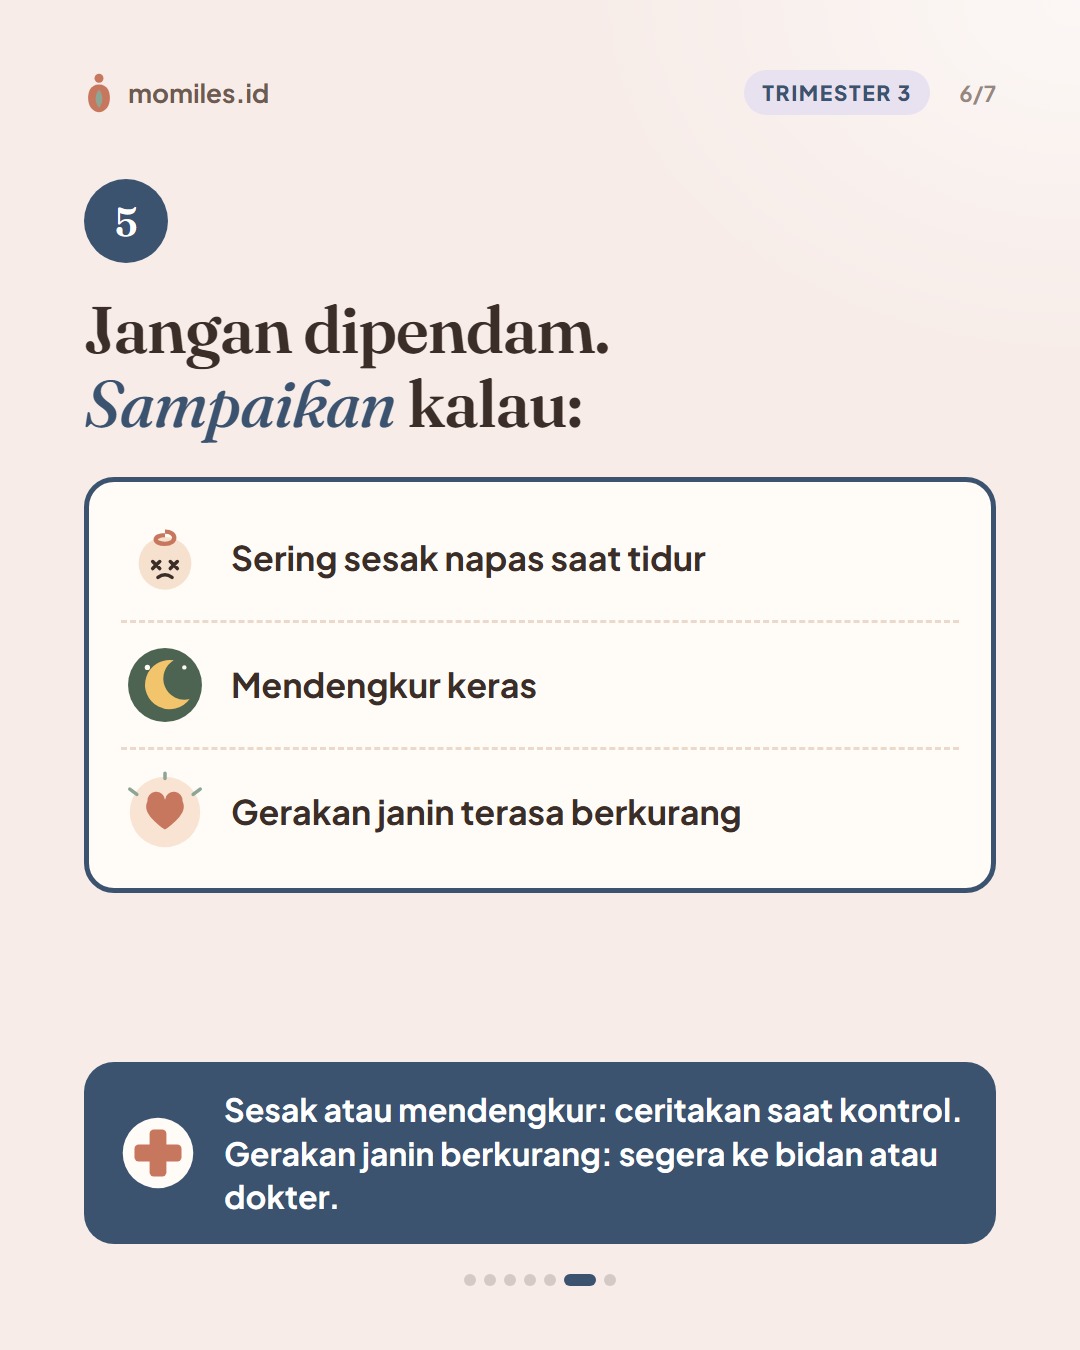 momiles.id
TRIMESTER 3
6/7
5
Jangan dipendam.
Sampaikan kalau:
Sering sesak napas saat tidur
Mendengkur keras
Gerakan janin terasa berkurang
Sesak atau mendengkur: ceritakan saat kontrol.
Gerakan janin berkurang: segera ke bidan atau
dokter.